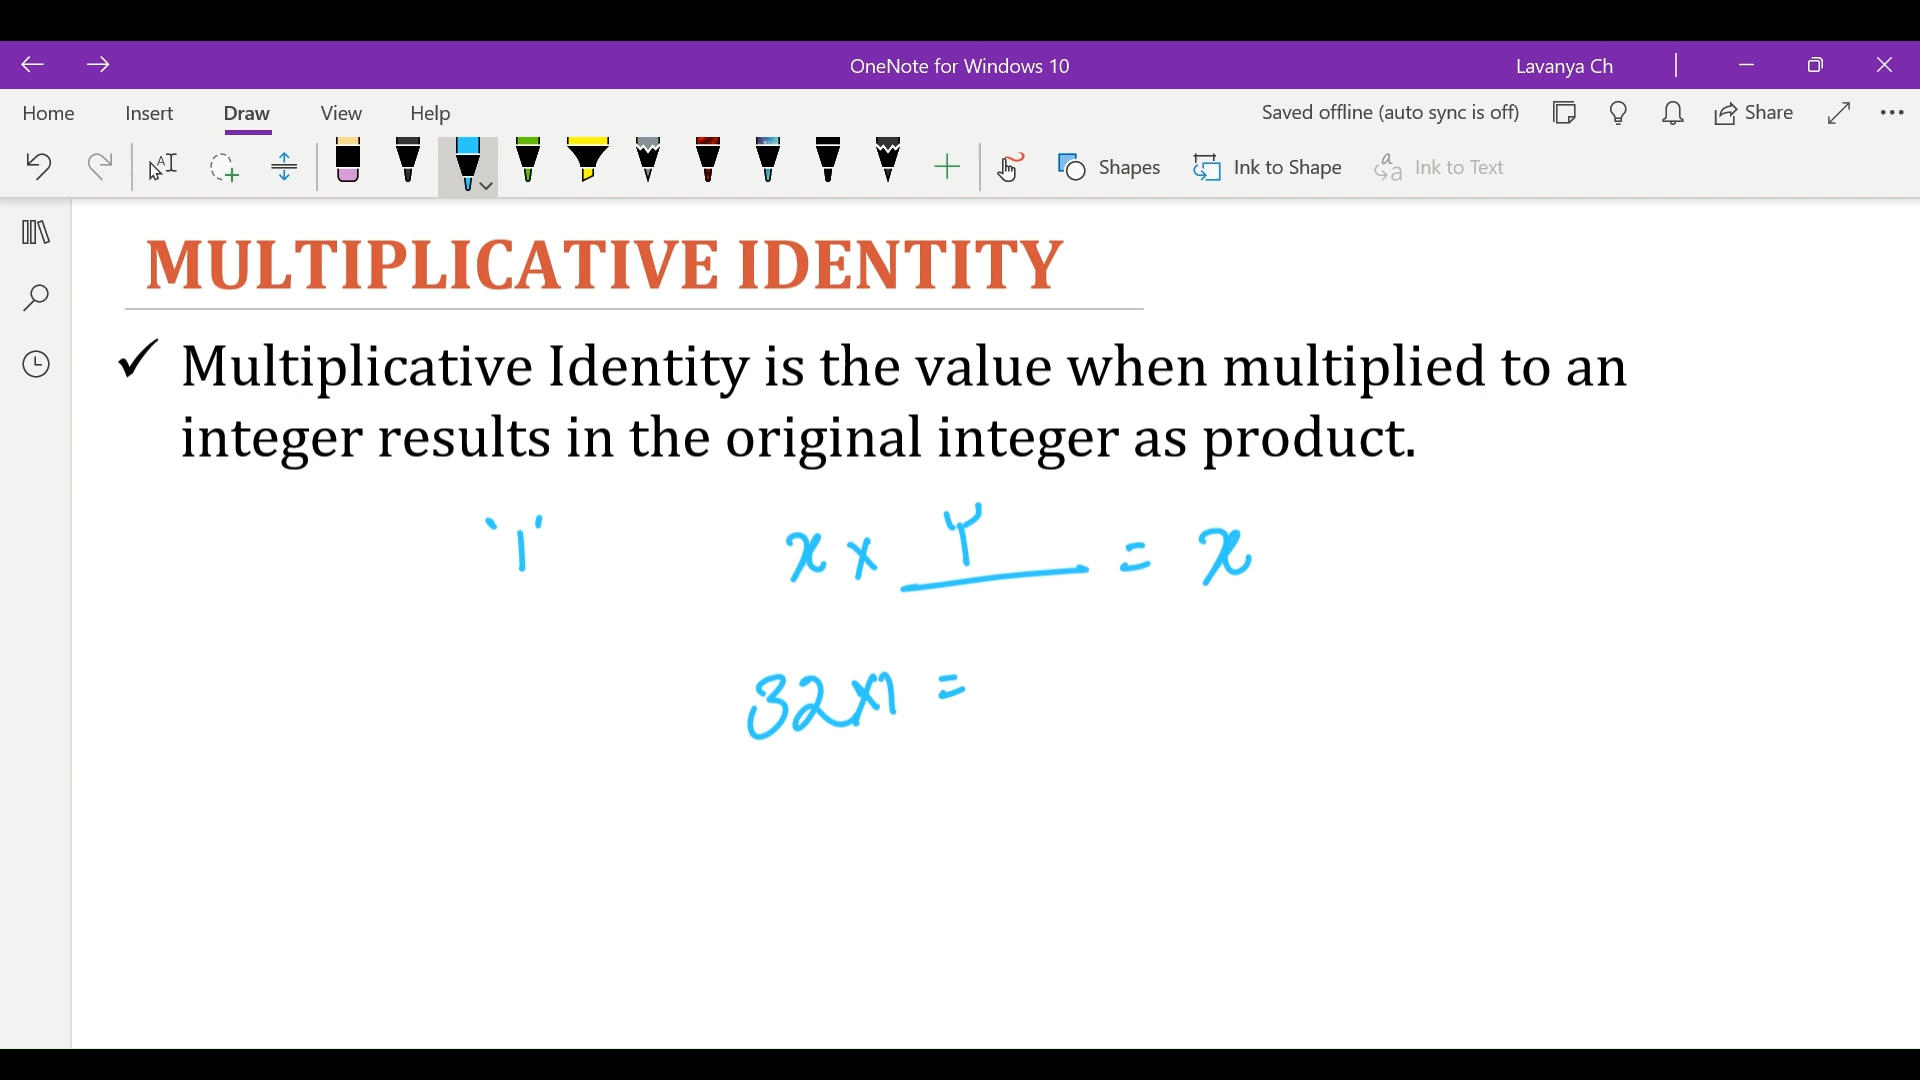 OneNote for Windows 10
Lavanya Ch
Home Insert Draw View Help
Saved offline (auto sync is off) Share
Shapes Ink to Shape Ink to Text
MULTIPLICATIVE IDENTITY
✓ Multiplicative Identity is the value when multiplied to an
integer results in the original integer as product.
'1' x × = x
32×1 =